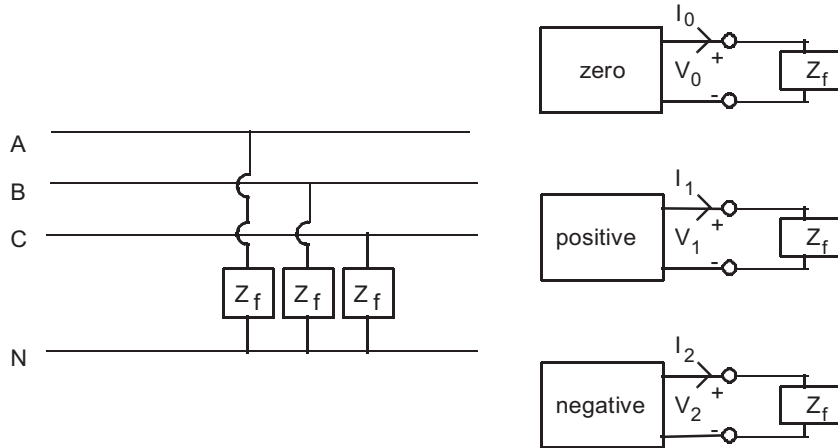 A
B
C
N
Z f
Z f
Z f
I 0
zero
+
V 0
-
Z f
I 1
positive
+
V 1
-
Z f
I 2
negative
+
V 2
-
Z f